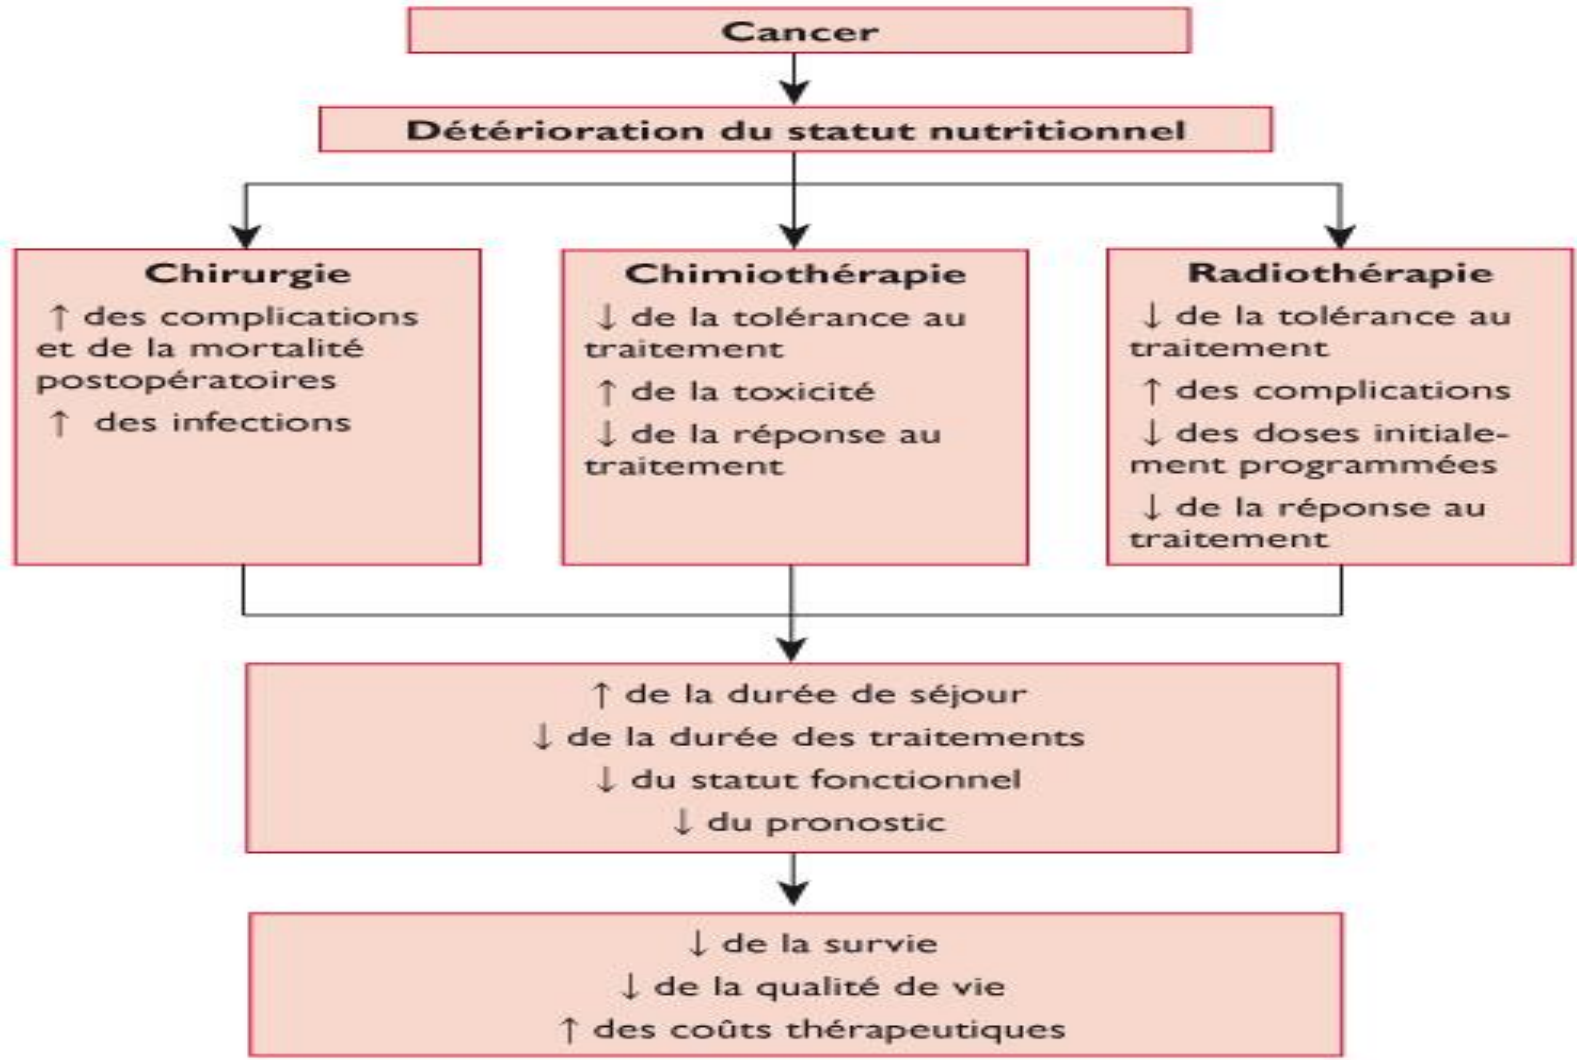 Cancer
Détérioration du statut nutritionnel
Chirurgie
↑ des complications
et de la mortalité
postopératoires
↑ des infections
Chimiothérapie
↓ de la tolérance au
traitement
↑ de la toxicité
↓ de la réponse au
traitement
Radiothérapie
↓ de la tolérance au
traitement
↑ des complications
↓ des doses initiale-
ment programmées
↓ de la réponse au
traitement
↑ de la durée de séjour
↓ de la durée des traitements
↓ du statut fonctionnel
↓ du pronostic
↓ de la survie
↓ de la qualité de vie
↑ des coûts thérapeutiques